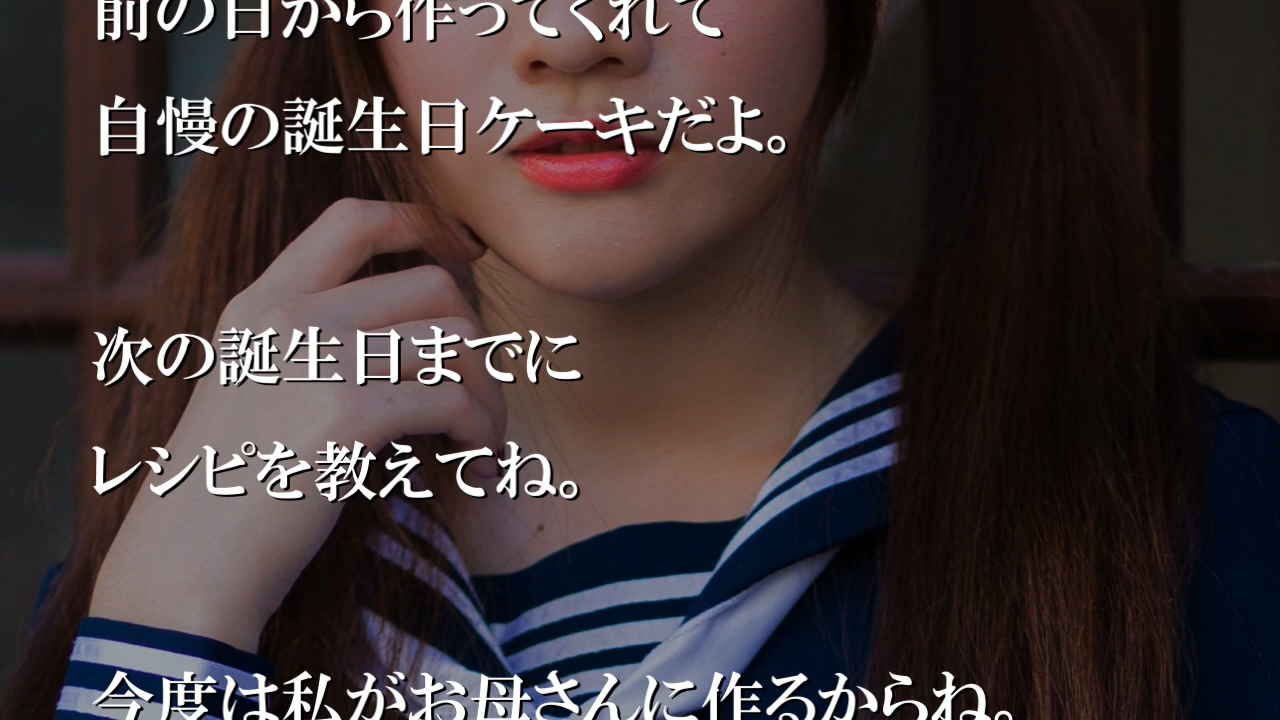 前の日から作ってくれて
自慢の誕生日ケーキだよ。
次の誕生日までに
レシピを教えてね。
今度は私がお母さんに作るからね。